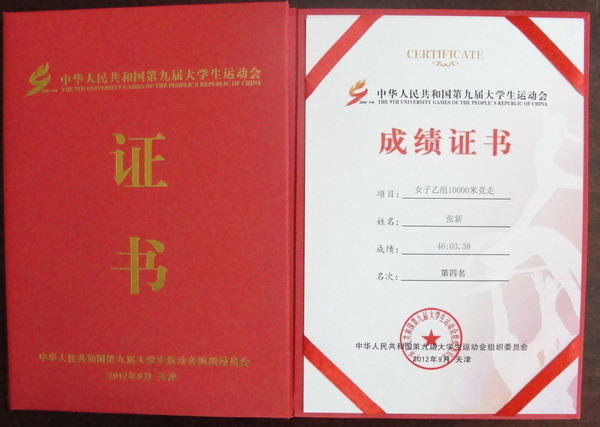 中华人民共和国第九届大学生运动会
THE 9TH UNIVERSITY GAMES OF THE PEOPLE'S REPUBLIC OF CHINA
证
书
中华人民共和国第九届大学生运动会组织委员会
2012年9月 天津
CERTIFICATE
中华人民共和国第九届大学生运动会
THE 9TH UNIVERSITY GAMES OF THE PEOPLE'S REPUBLIC OF CHINA
成绩证书
项目：女子乙组10000米竞走
姓名：张新
成绩：46:03.38
名次：第四名
中华人民共和国第九届大学生运动会组织委员会
2012年9月 天津